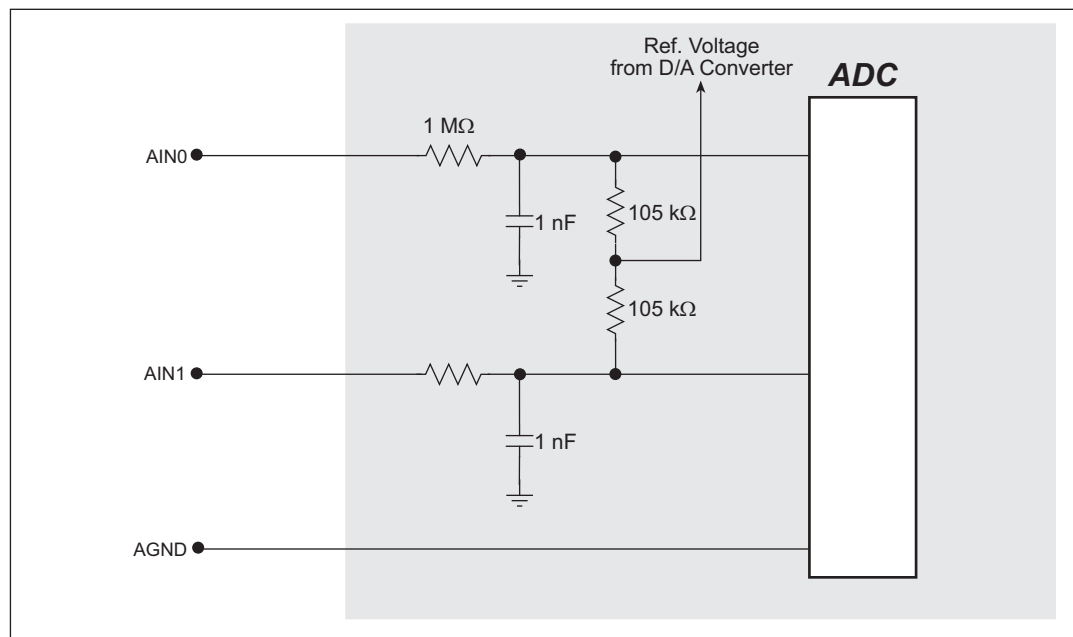 Ref. Voltage
from D/A Converter
ADC
1 MΩ
AIN0
105 kΩ
1 nF
105 kΩ
AIN1
1 nF
AGND